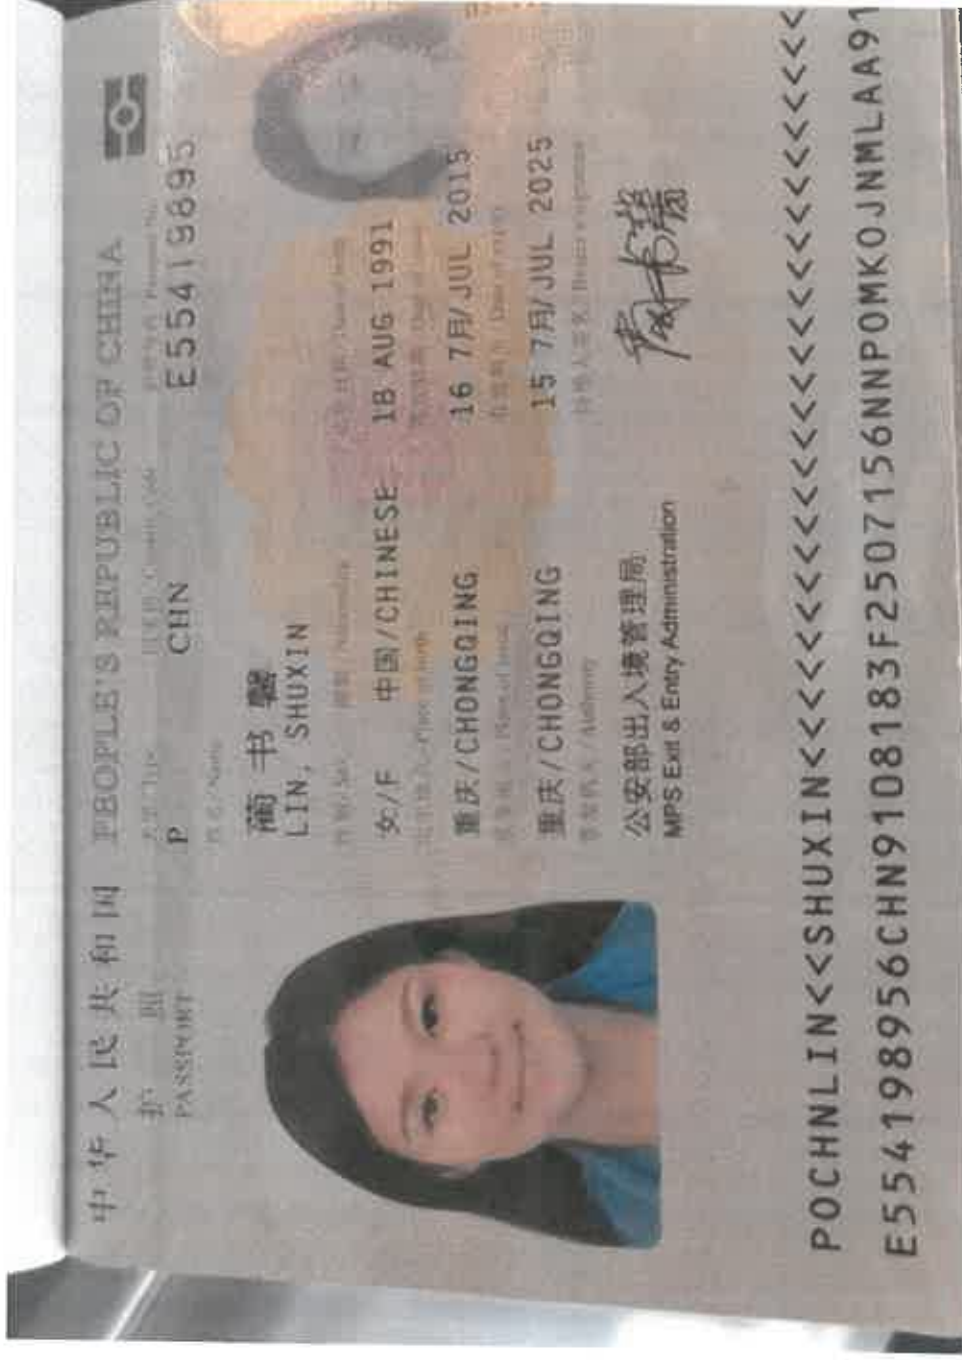 中华人民共和国 PEOPLE'S REPUBLIC OF CHINA
护 照
PASSPORT
P CHN E55419895
姓名/Name
蔺 书 馨
LIN, SHUXIN
女/F 中国/CHINESE 18 AUG 1991
重庆/CHONGQING 16 7月/JUL 2015
重庆/CHONGQING 15 7月/JUL 2025
公安部出入境管理局
MPS Exit & Entry Administration
POCHNLIN<<SHUXIN<<<<<<<<<<<<<<<<<<<<<<<<<<<
E554198956CHN9108183F2507156NNPOMKOJNMLAA91